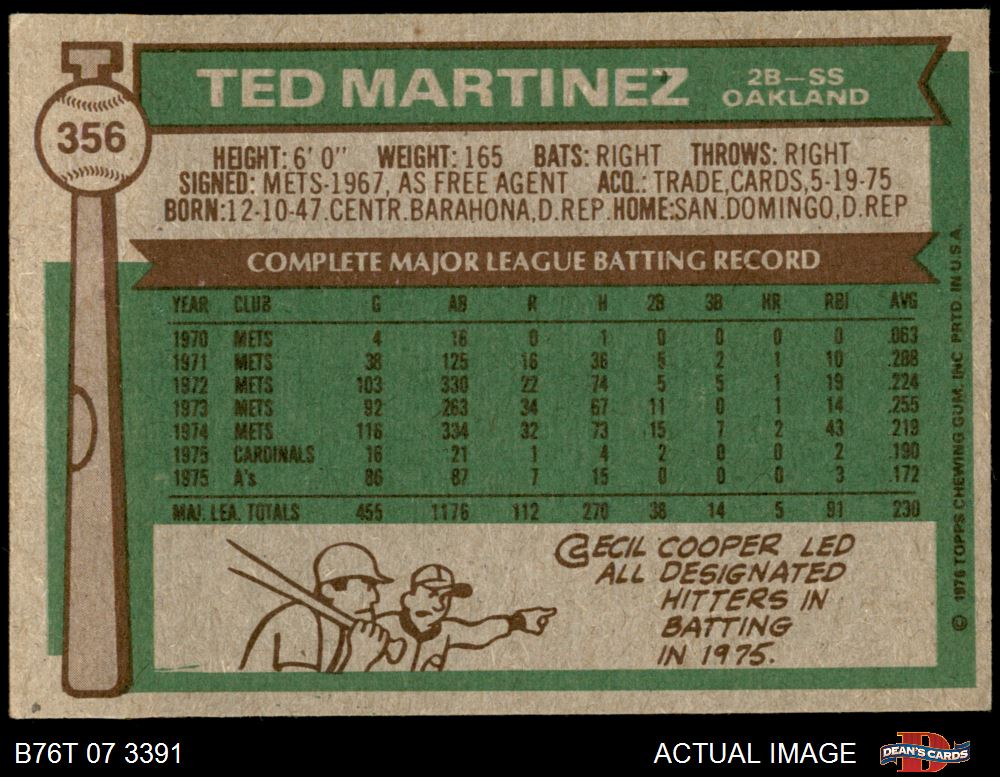 TED MARTINEZ 2B—SS
OAKLAND
356
HEIGHT: 6' 0" WEIGHT: 165 BATS: RIGHT THROWS: RIGHT
SIGNED: METS-1967, AS FREE AGENT ACQ.: TRADE,CARDS,5-19-75
BORN:12-10-47.CENTR.BARAHONA,D.REP.HOME:SAN.DOMINGO,D.REP
COMPLETE MAJOR LEAGUE BATTING RECORD
YEAR CLUB G AB R H 2B 3B HR RBI AVG
1970 METS 4 16 0 1 0 0 0 0 .063
1971 METS 38 125 16 36 5 2 1 10 .288
1972 METS 103 330 22 74 5 5 1 19 .224
1973 METS 92 263 34 67 11 0 1 14 .255
1974 METS 116 334 32 73 15 7 2 43 .219
1975 CARDINALS 16 21 1 4 2 0 0 2 .190
1975 A's 86 87 7 15 0 0 0 3 .172
MAJ. LEA. TOTALS 455 1176 112 270 38 14 5 91 .230
CECIL COOPER LED
ALL DESIGNATED
HITTERS IN
BATTING
IN 1975.
© 1976 TOPPS CHEWING GUM, INC. PRTD. IN U.S.A.
B76T 07 3391 ACTUAL IMAGE DEAN'S CARDS